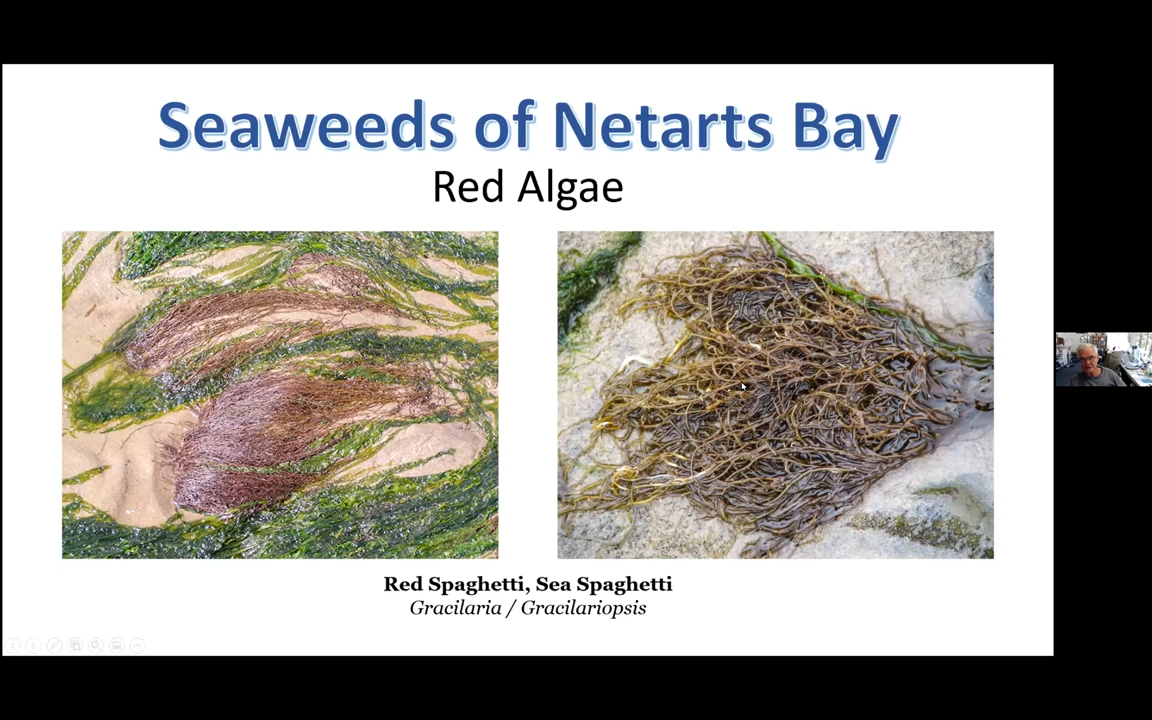 Seaweeds of Netarts Bay
Red Algae
Red Spaghetti, Sea Spaghetti
Gracilaria / Gracilariopsis